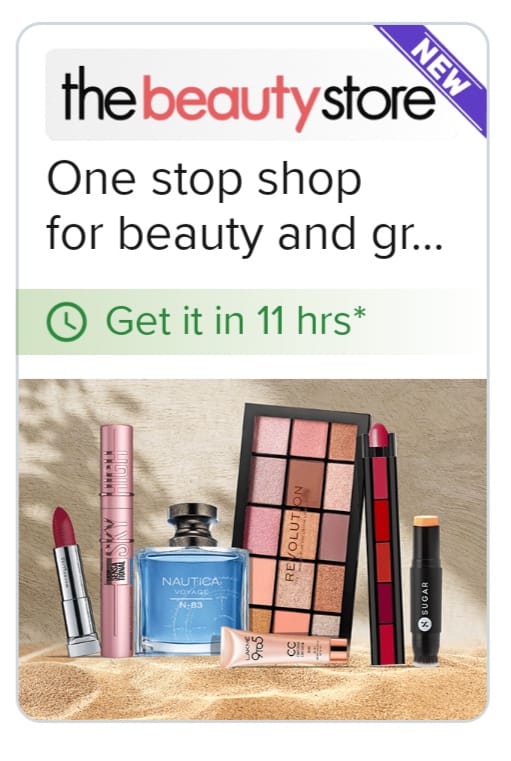 NEW
thebeautystore
One stop shop
for beauty and gr...
Get it in 11 hrs*
SKY HIGH
NAUTICA
VOYAGE
N-83
REVOLUTION
LAKMÉ
9to5
CC
SUGAR